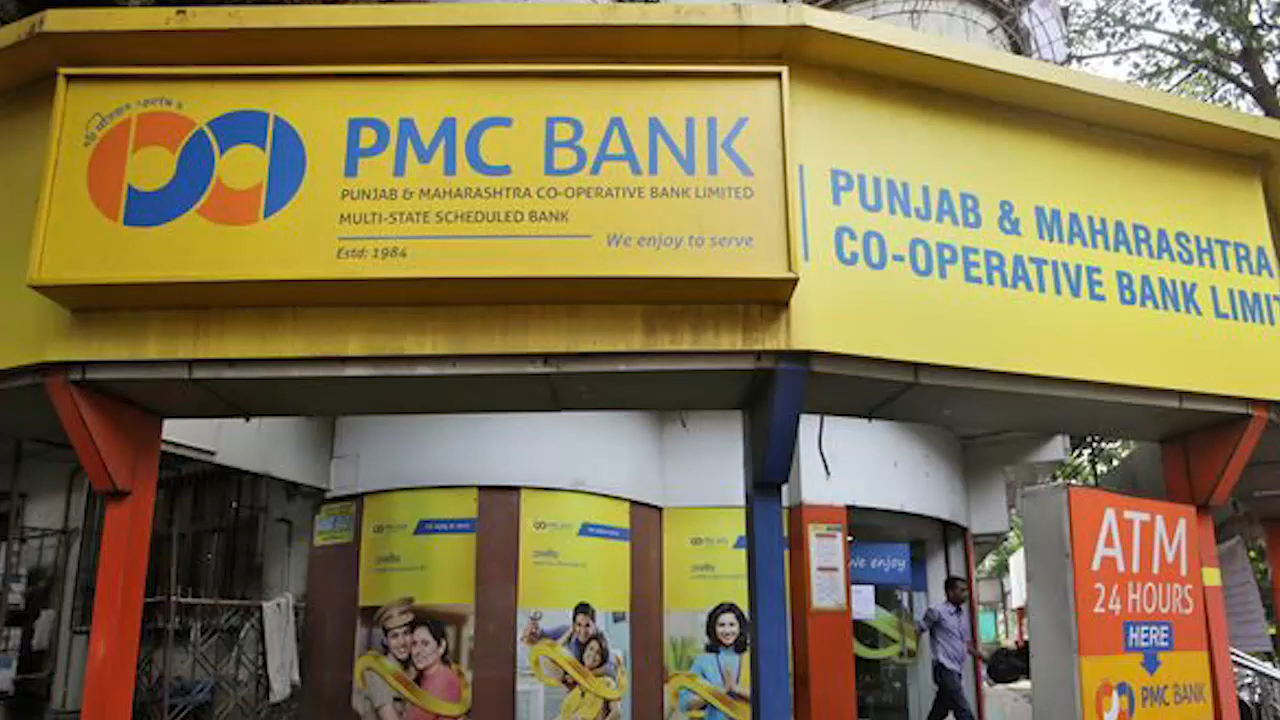 PMC BANK
PUNJAB & MAHARASHTRA CO-OPERATIVE BANK LIMITED
MULTI-STATE SCHEDULED BANK
We enjoy to serve
Estd: 1984
PUNJAB & MAHARASHTRA
CO-OPERATIVE BANK LIMIT
We enjoy
ATM
24 HOURS
HERE
PMC BANK